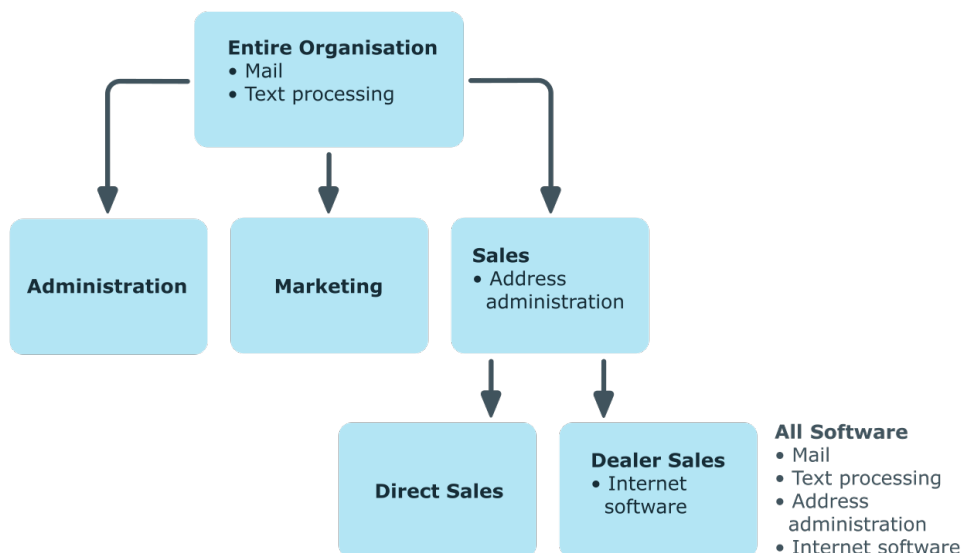 Entire Organisation
• Mail
• Text processing
Administration
Marketing
Sales
• Address
administration
Direct Sales
Dealer Sales
• Internet
software
All Software
• Mail
• Text processing
• Address
administration
• Internet software